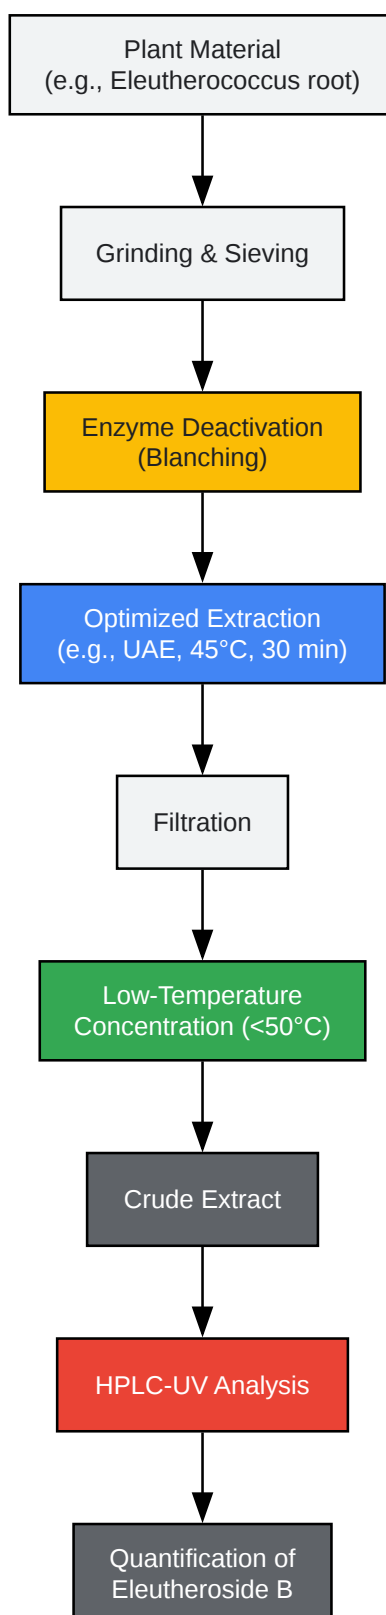 Plant Material
(e.g., Eleutherococcus root)
Grinding & Sieving
Enzyme Deactivation
(Blanching)
Optimized Extraction
(e.g., UAE, 45°C, 30 min)
Filtration
Low-Temperature
Concentration (<50°C)
Crude Extract
HPLC-UV Analysis
Quantification of
Eleutheroside B